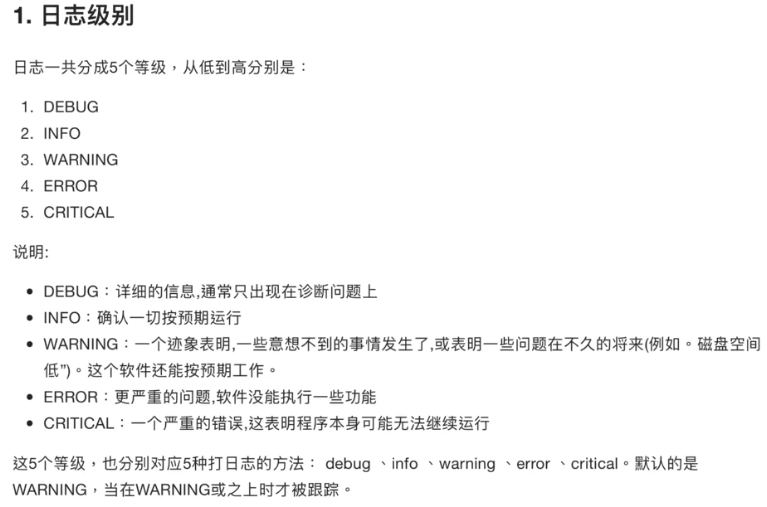 1. 日志级别
日志一共分成5个等级，从低到高分别是：
1. DEBUG
2. INFO
3. WARNING
4. ERROR
5. CRITICAL
说明:
• DEBUG：详细的信息,通常只出现在诊断问题上
• INFO：确认一切按预期运行
• WARNING：一个迹象表明,一些意想不到的事情发生了,或表明一些问题在不久的将来(例如。磁盘空间
低”)。这个软件还能按预期工作。
• ERROR：更严重的问题,软件没能执行一些功能
• CRITICAL：一个严重的错误,这表明程序本身可能无法继续运行
这5个等级，也分别对应5种打日志的方法： debug 、info 、warning 、error 、critical。默认的是
WARNING，当在WARNING或之上时才被跟踪。